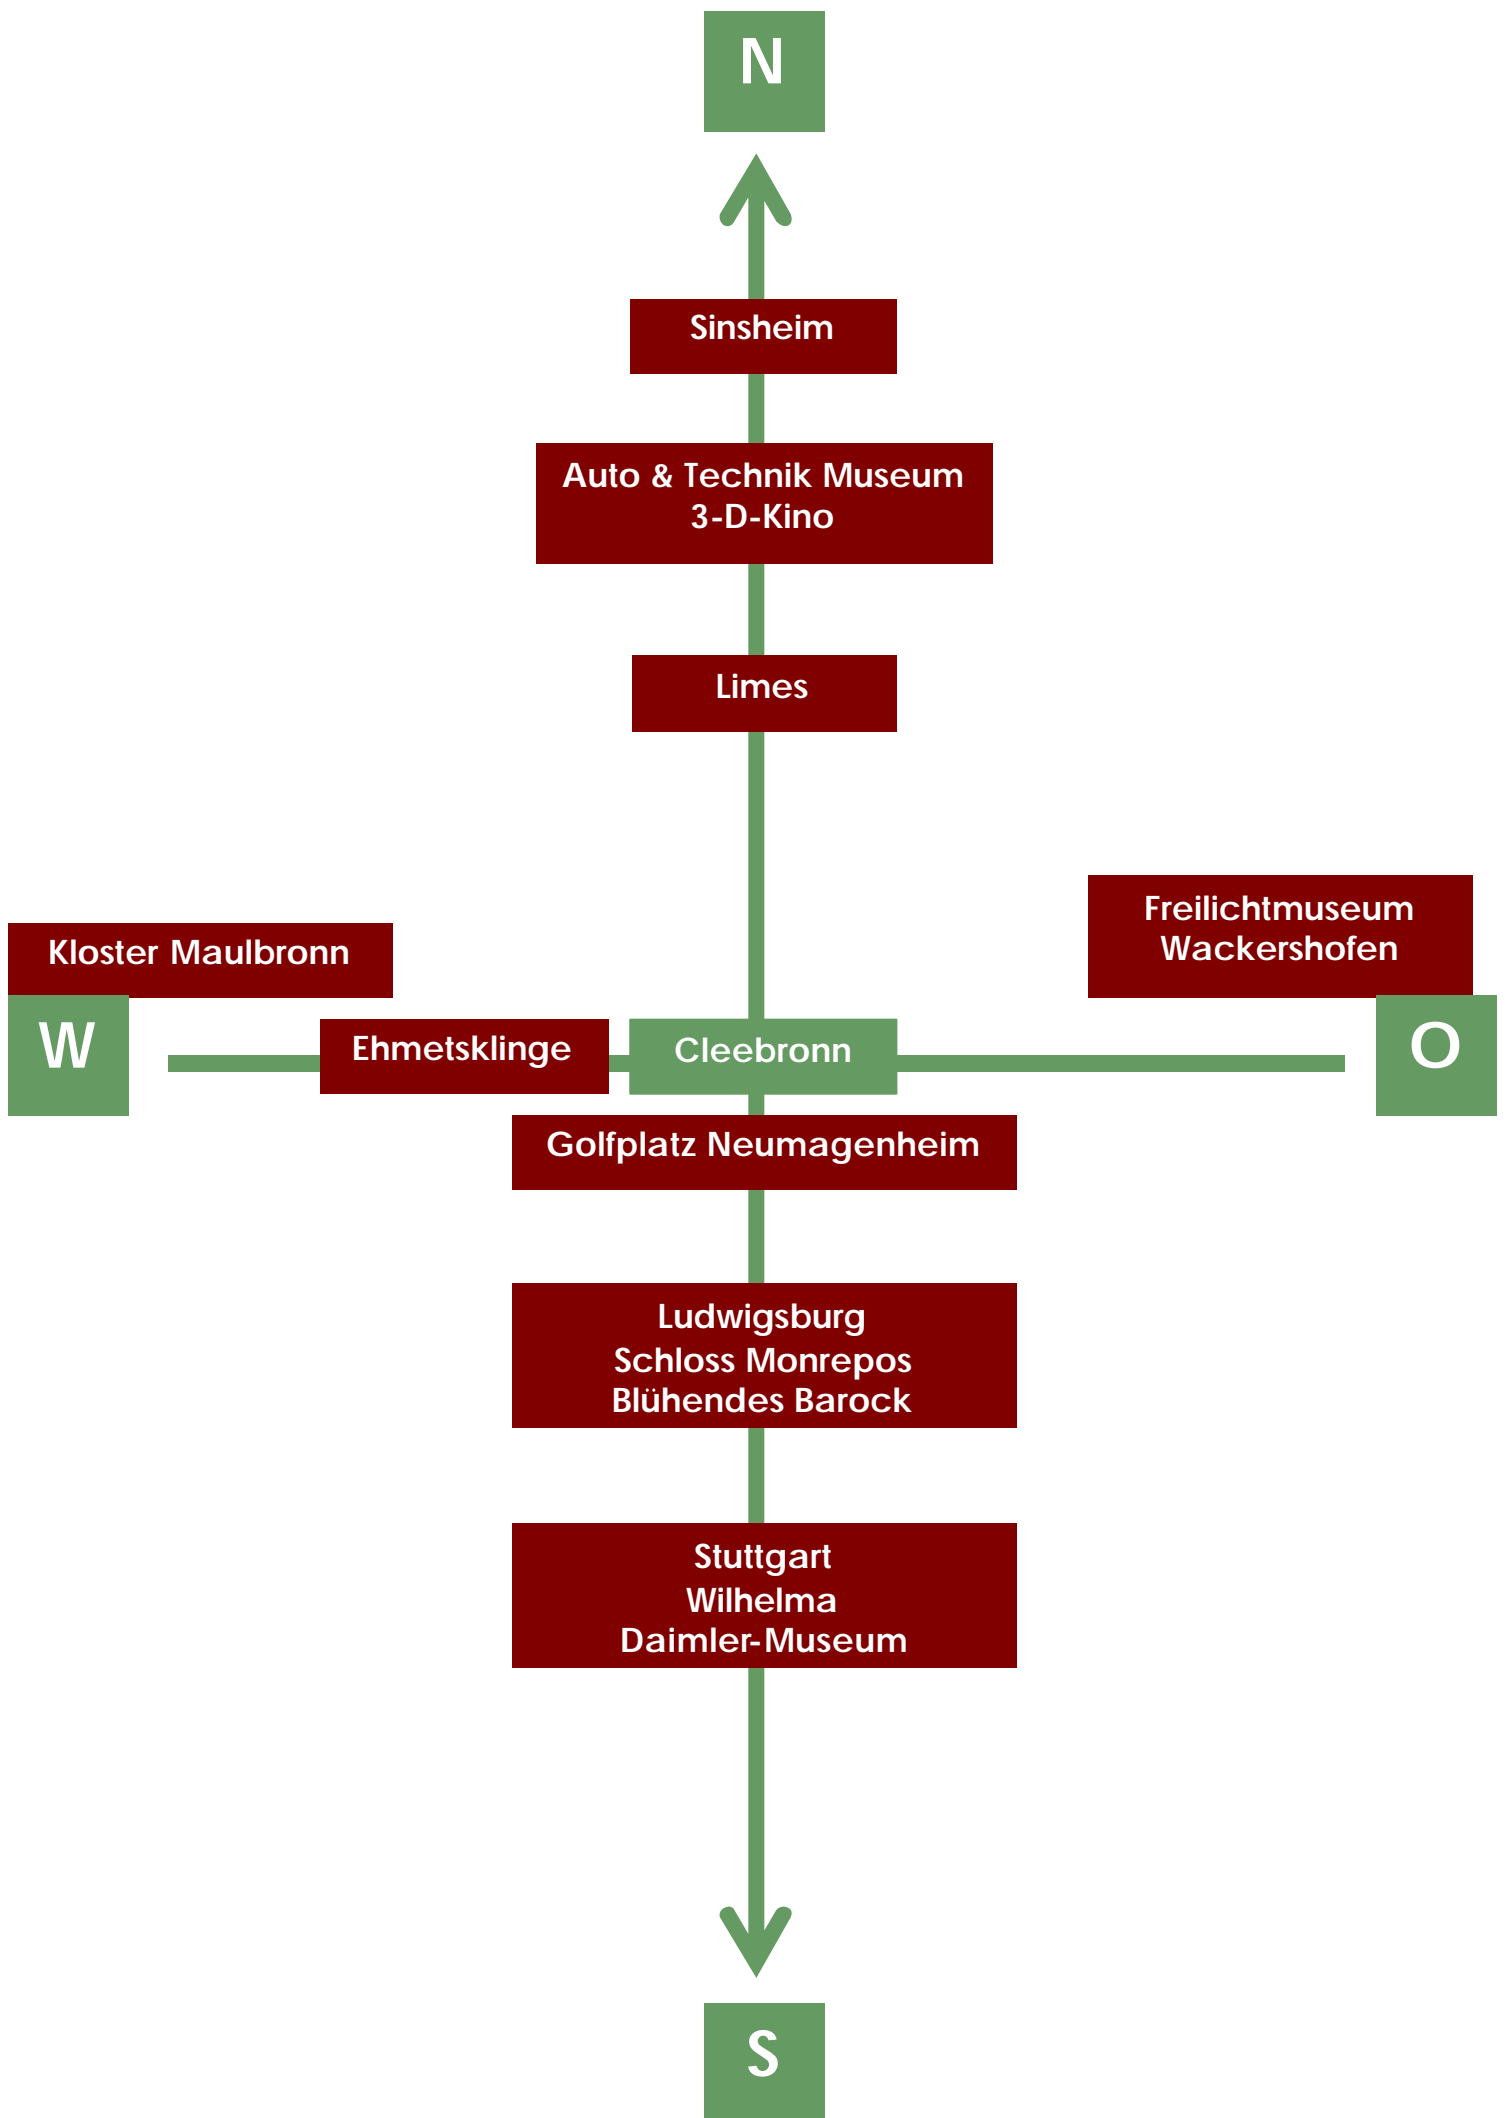 N
Sinsheim
Auto & Technik Museum
3-D-Kino
Limes
Freilichtmuseum
Wackershofen
Kloster Maulbronn
W
Ehmetsklinge
Cleebronn
O
Golfplatz Neumagenheim
Ludwigsburg
Schloss Monrepos
Blühendes Barock
Stuttgart
Wilhelma
Daimler-Museum
S